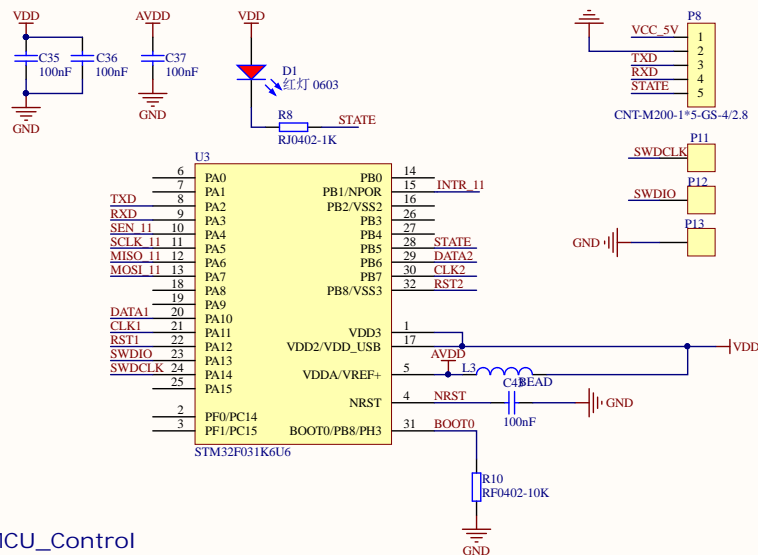 VDD
AVDD
VDD
C35
100nF
C36
100nF
C37
100nF
GND
GND
D1
红灯 0603
R8
RJ0402-1K
STATE
P8
VCC_5V 1
2
TXD 3
RXD 4
STATE 5
CNT-M200-1*5-GS-4/2.8
SWDCLK P11
SWDIO P12
GND P13
U3
6 PA0
7 PA1
TXD 8 PA2
RXD 9 PA3
SEN_11 10 PA4
SCLK_11 11 PA5
MISO_11 12 PA6
MOSI_11 13 PA7
18 PA8
19 PA9
DATA1 20 PA10
CLK1 21 PA11
RST1 22 PA12
SWDIO 23 PA13
SWDCLK 24 PA14
25 PA15
2 PF0/PC14
3 PF1/PC15
PB0 14
PB1/NPOR 15 INTR_11
PB2/VSS2 16
PB3 26
PB4 27
PB5 28 STATE
PB6 29 DATA2
PB7 30 CLK2
PB8/VSS3 32 RST2
VDD3 1
VDD2/VDD_USB 17
VDD
AVDD
VDDA/VREF+ 5
L3
BEAD
NRST 4 NRST
C43
100nF
GND
BOOT0/PB8/PH3 31 BOOT0
STM32F031K6U6
R10
RF0402-10K
GND
MCU_Control